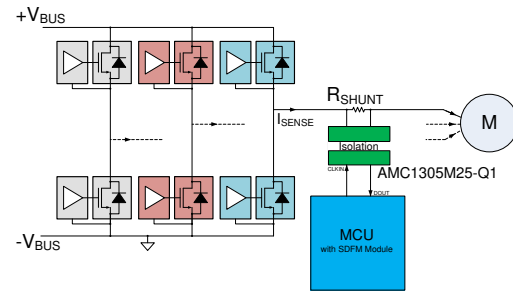 +VBUS
RSHUNT
ISENSE
M
Isolation
CLKIN
AMC1305M25-Q1
DOUT
MCU
with SDFM Module
-VBUS